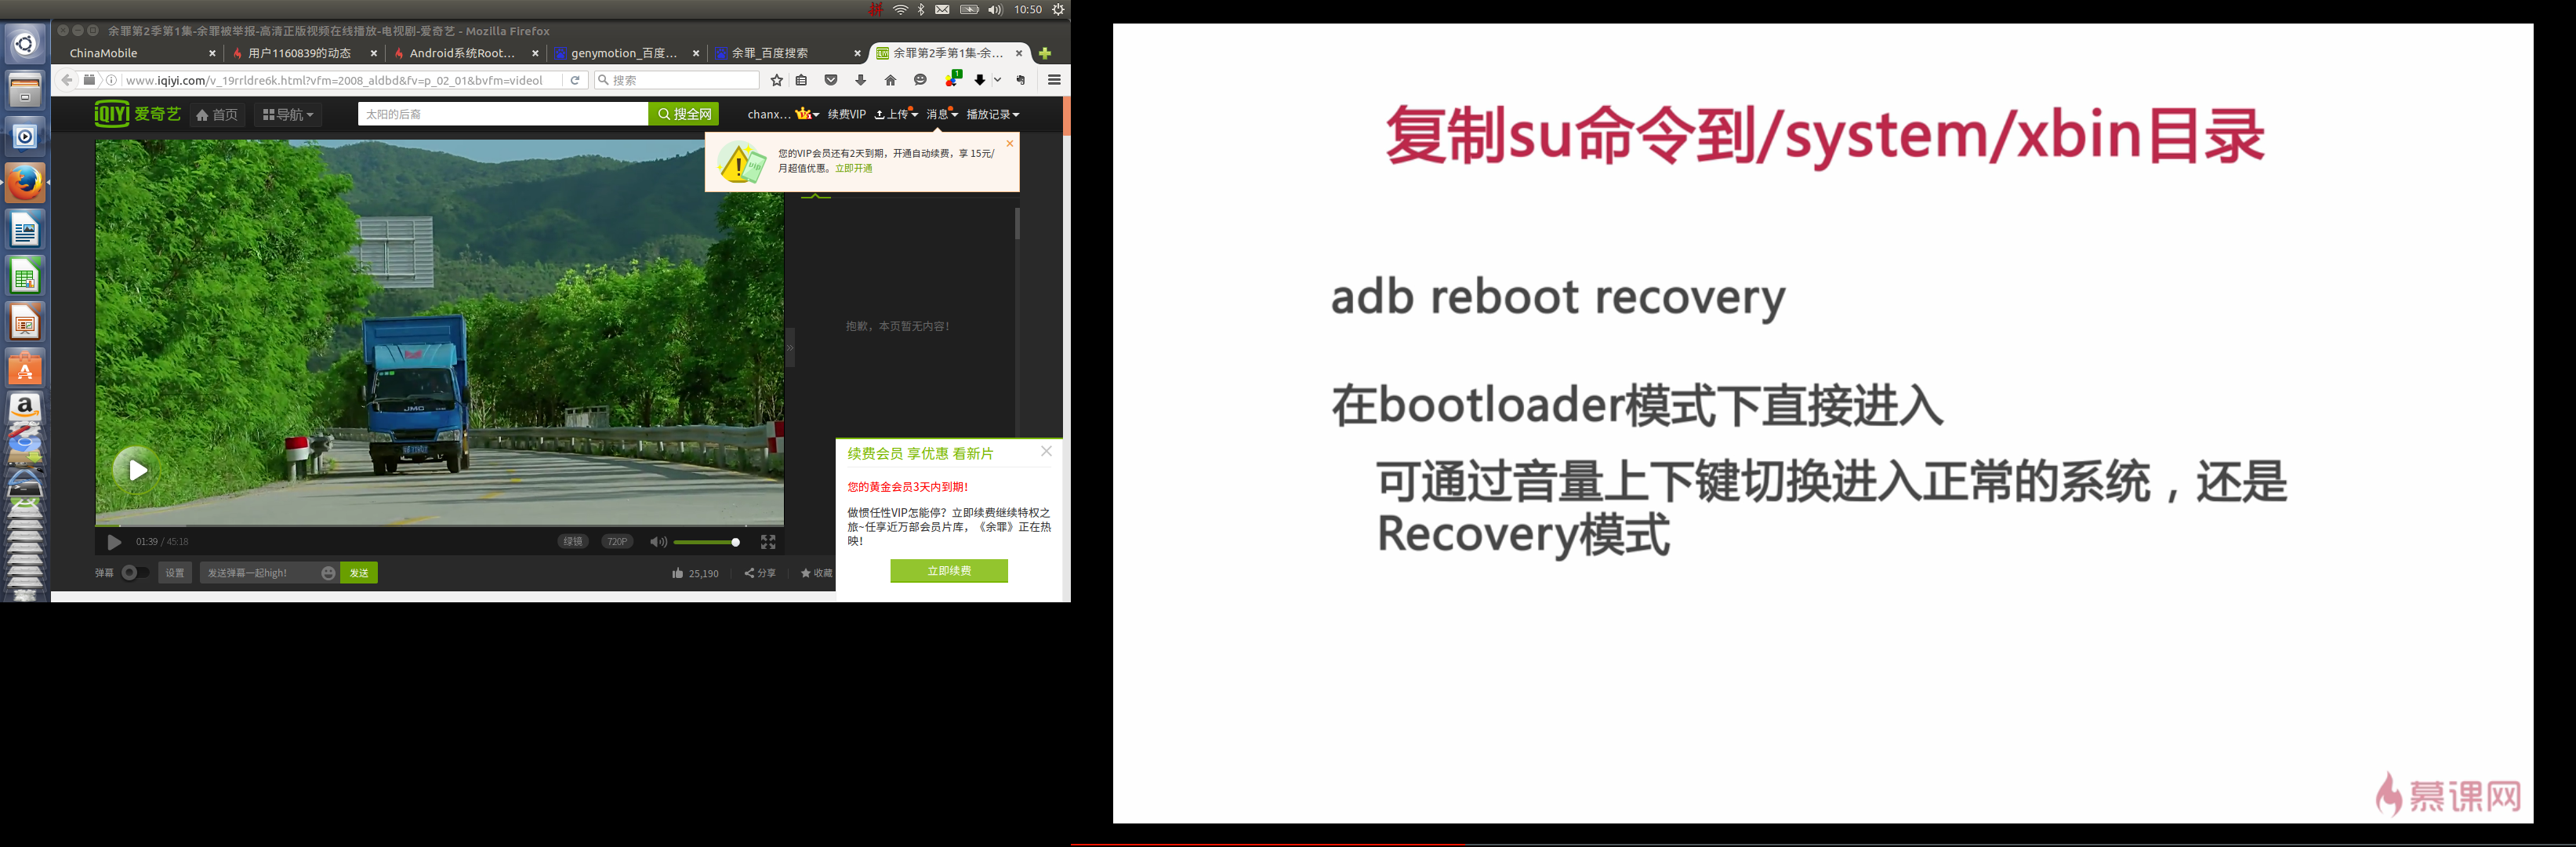 10:50
余罪第2季第1集-余罪被举报-高清正版视频在线播放-电视剧-爱奇艺 - Mozilla Firefox
ChinaMobile
用户1160839的动态
Android系统Root...
genymotion_百度...
余罪_百度搜索
余罪第2季第1集-余...
www.iqiyi.com/v_19rrldre6k.html?vfm=2008_aldbd&fv=p_02_01&bvfm=videol
搜索
iQIYI 爱奇艺
首页
导航
太阳的后裔
搜全网
chanx...
续费VIP
上传
消息
播放记录
您的VIP会员还有2天到期，开通自动续费，享 15元/
月超值优惠。立即开通
抱歉，本页暂无内容！
JMC
续费会员 享优惠 看新片
您的黄金会员3天内到期！
做惯任性VIP怎能停？立即续费继续特权之
旅~任享近万部会员片库，《余罪》正在热
映！
立即续费
01:39 / 45:18
绿镜
720P
弹幕
设置
发送弹幕一起high!
发送
25,190
分享
收藏
复制su命令到/system/xbin目录
adb reboot recovery
在bootloader模式下直接进入
可通过音量上下键切换进入正常的系统，还是
Recovery模式
慕课网